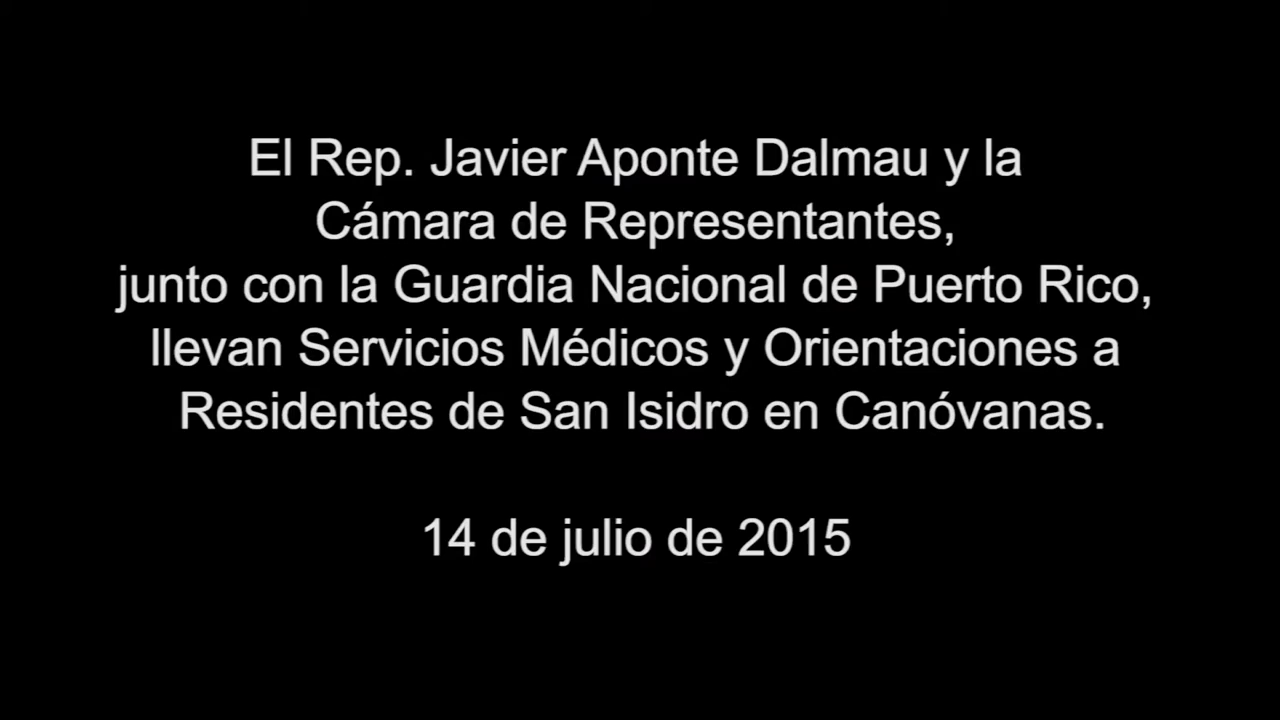 El Rep. Javier Aponte Dalmau y la
Cámara de Representantes,
junto con la Guardia Nacional de Puerto Rico,
llevan Servicios Médicos y Orientaciones a
Residentes de San Isidro en Canóvanas.
14 de julio de 2015